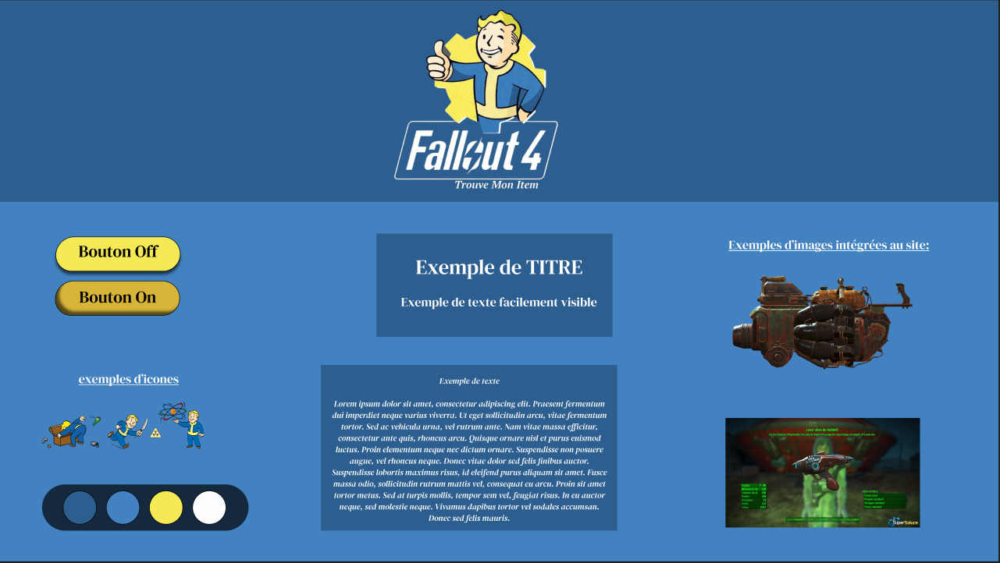 Fallout 4
Trouve Mon Item
Bouton Off
Bouton On
exemples d'icones
Exemple de TITRE
Exemple de texte facilement visible
Exemple de texte
Lorem ipsum dolor sit amet, consectetur adipiscing elit. Praesent fermentum
dui imperdiet neque varius viverra. Ut eget sollicitudin arcu, vitae fermentum
tortor. Sed ac vehicula urna, vel rutrum ante. Nam vitae massa efficitur,
consectetur ante quis, rhoncus arcu. Quisque ornare nisl et purus euismod
luctus. Proin elementum neque nec dictum ornare. Suspendisse non posuere
augue, vel rhoncus neque. Donec vitae dolor sed felis finibus auctor.
Suspendisse lobortis maximus risus, id eleifend purus aliquam sit amet. Fusce
massa odio, sollicitudin rutrum mattis vel, consequat eu arcu. Proin sit amet
tortor metus. Sed at turpis mollis, tempor sem vel, feugiat risus. In eu auctor
neque, sed molestie neque. Vivamus dapibus tortor vel sodales accumsan.
Donec sed felis mauris.
Exemples d'images intégrées au site:
Laser alien de Hubbell
SuperSoluce